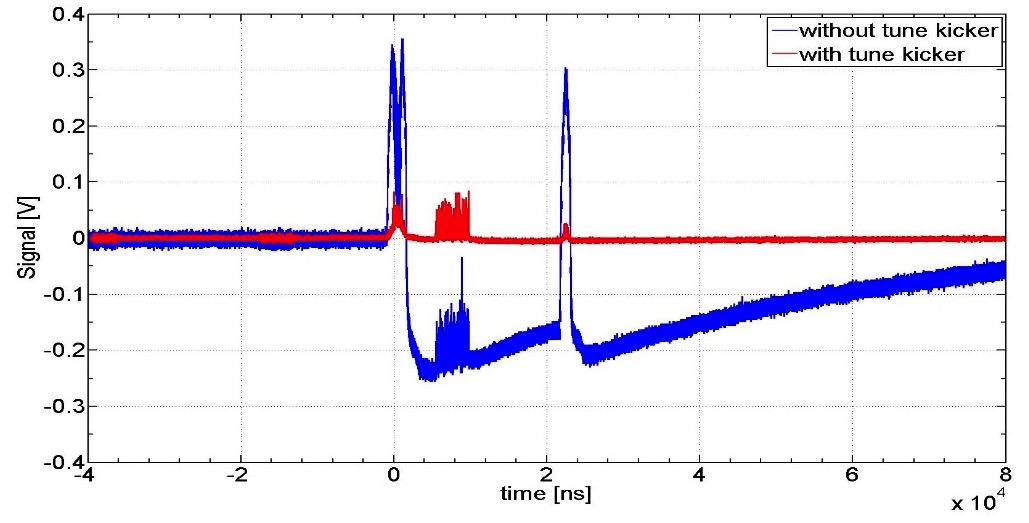 0.4
0.3
0.2
0.1
0
-0.1
-0.2
-0.3
-0.4
Signal [V]
without tune kicker
with tune kicker
-4 -2 0 2 4 6 8
time [ns]
x 10^4